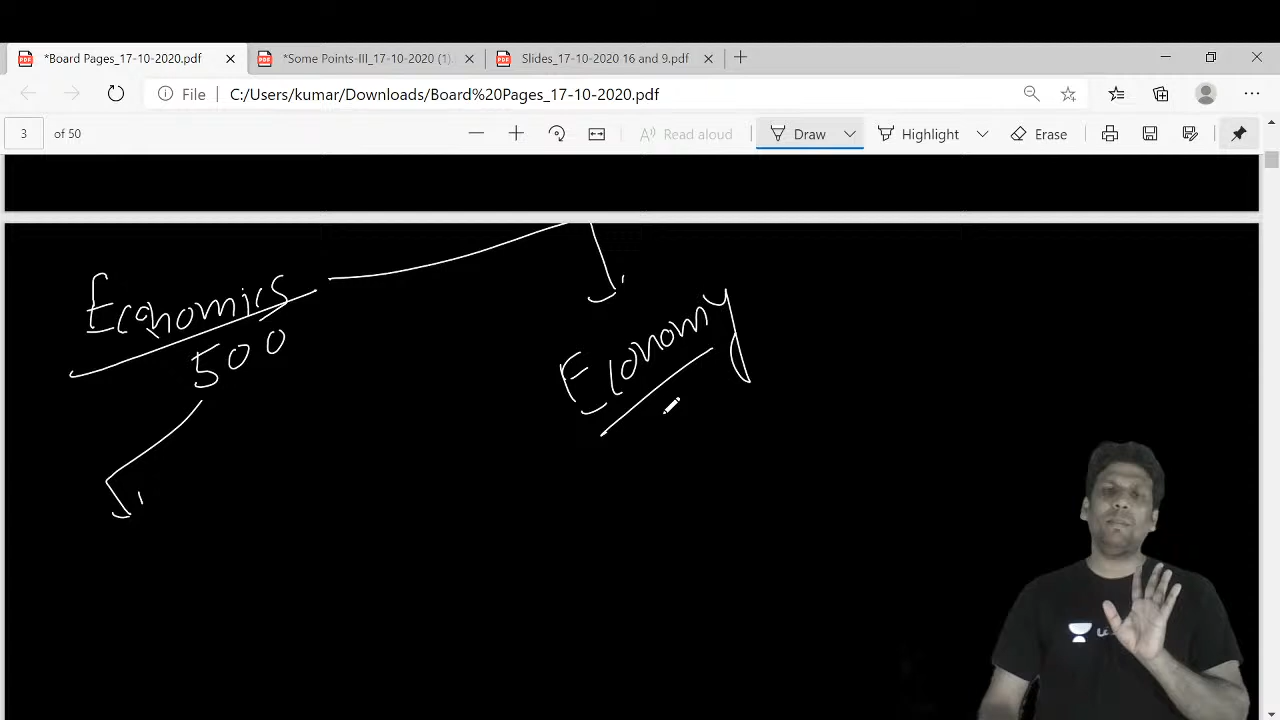 *Board Pages_17-10-2020.pdf
*Some Points-III_17-10-2020 (1).
Slides_17-10-2020 16 and 9.pdf
File
C:/Users/kumar/Downloads/Board%20Pages_17-10-2020.pdf
3 of 50
Read aloud
Draw
Highlight
Erase
Economics
500
Economy